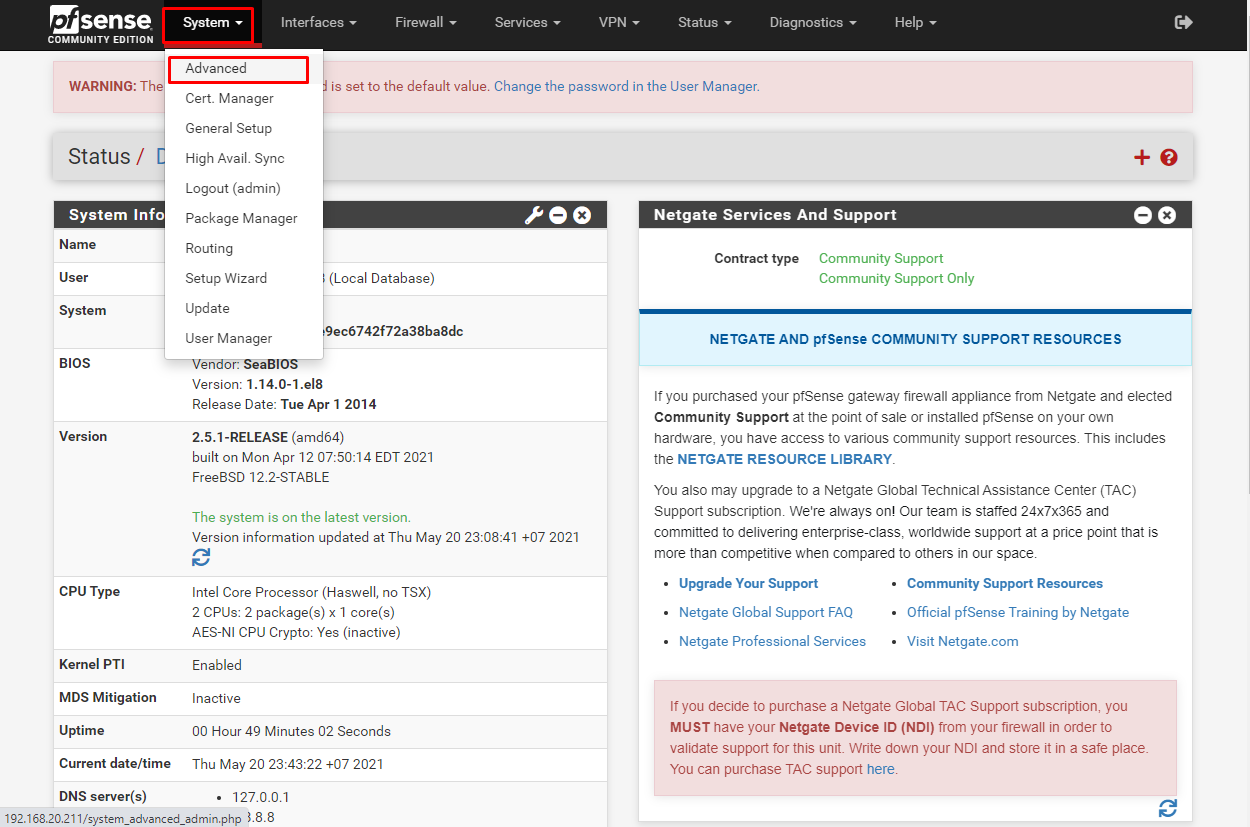 pfsense
COMMUNITY EDITION
System
Interfaces
Firewall
Services
VPN
Status
Diagnostics
Help
Advanced
Cert. Manager
General Setup
High Avail. Sync
Logout (admin)
Package Manager
Routing
Setup Wizard
Update
User Manager
WARNING: The
is set to the default value. Change the password in the User Manager.
Status /
System Info
Name
User
(Local Database)
System
9ec6742f72a38ba8dc
BIOS
Vendor: SeaBIOS
Version: 1.14.0-1.el8
Release Date: Tue Apr 1 2014
Version
2.5.1-RELEASE (amd64)
built on Mon Apr 12 07:50:14 EDT 2021
FreeBSD 12.2-STABLE
The system is on the latest version.
Version information updated at Thu May 20 23:08:41 +07 2021
CPU Type
Intel Core Processor (Haswell, no TSX)
2 CPUs: 2 package(s) x 1 core(s)
AES-NI CPU Crypto: Yes (inactive)
Kernel PTI
Enabled
MDS Mitigation
Inactive
Uptime
00 Hour 49 Minutes 02 Seconds
Current date/time
Thu May 20 23:43:22 +07 2021
DNS server(s)
• 127.0.0.1
.8.8
192.168.20.211/system_advanced_admin.php
Netgate Services And Support
Contract type
Community Support
Community Support Only
NETGATE AND pfSense COMMUNITY SUPPORT RESOURCES
If you purchased your pfSense gateway firewall appliance from Netgate and elected
Community Support at the point of sale or installed pfSense on your own
hardware, you have access to various community support resources. This includes
the NETGATE RESOURCE LIBRARY.
You also may upgrade to a Netgate Global Technical Assistance Center (TAC)
Support subscription. We're always on! Our team is staffed 24x7x365 and
committed to delivering enterprise-class, worldwide support at a price point that is
more than competitive when compared to others in our space.
• Upgrade Your Support
• Community Support Resources
• Netgate Global Support FAQ
• Official pfSense Training by Netgate
• Netgate Professional Services
• Visit Netgate.com
If you decide to purchase a Netgate Global TAC Support subscription, you
MUST have your Netgate Device ID (NDI) from your firewall in order to
validate support for this unit. Write down your NDI and store it in a safe place.
You can purchase TAC support here.